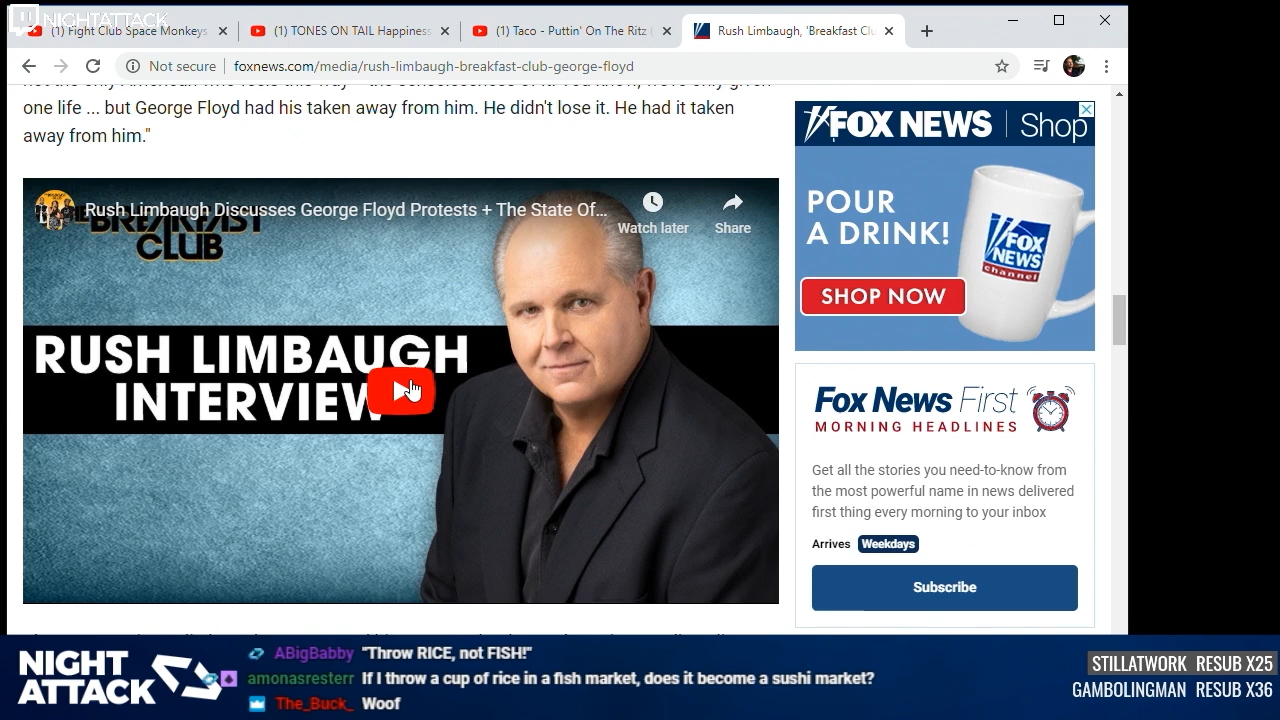 NIGHTATTACK
(1) Fight Club Space Monkeys
(1) TONES ON TAIL Happiness
(1) Taco - Puttin' On The Ritz (
Rush Limbaugh, 'Breakfast Clu
Not secure
foxnews.com/media/rush-limbaugh-breakfast-club-george-floyd
one life ... but George Floyd had his taken away from him. He didn't lose it. He had it taken
away from him."
Rush Limbaugh Discusses George Floyd Protests + The State Of...
Watch later
Share
BREAKFAST
CLUB
RUSH LIMBAUGH
INTERVIEW
FOX NEWS Shop
POUR
A DRINK!
SHOP NOW
FOX
NEWS
channel
Fox News First
MORNING HEADLINES
Get all the stories you need-to-know from
the most powerful name in news delivered
first thing every morning to your inbox
Arrives Weekdays
Subscribe
NIGHT
ATTACK
ABigBabby "Throw RICE, not FISH!"
amonasresterr If I throw a cup of rice in a fish market, does it become a sushi market?
The_Buck_ Woof
STILLATWORK RESUB X25
GAMBOLINGMAN RESUB X36